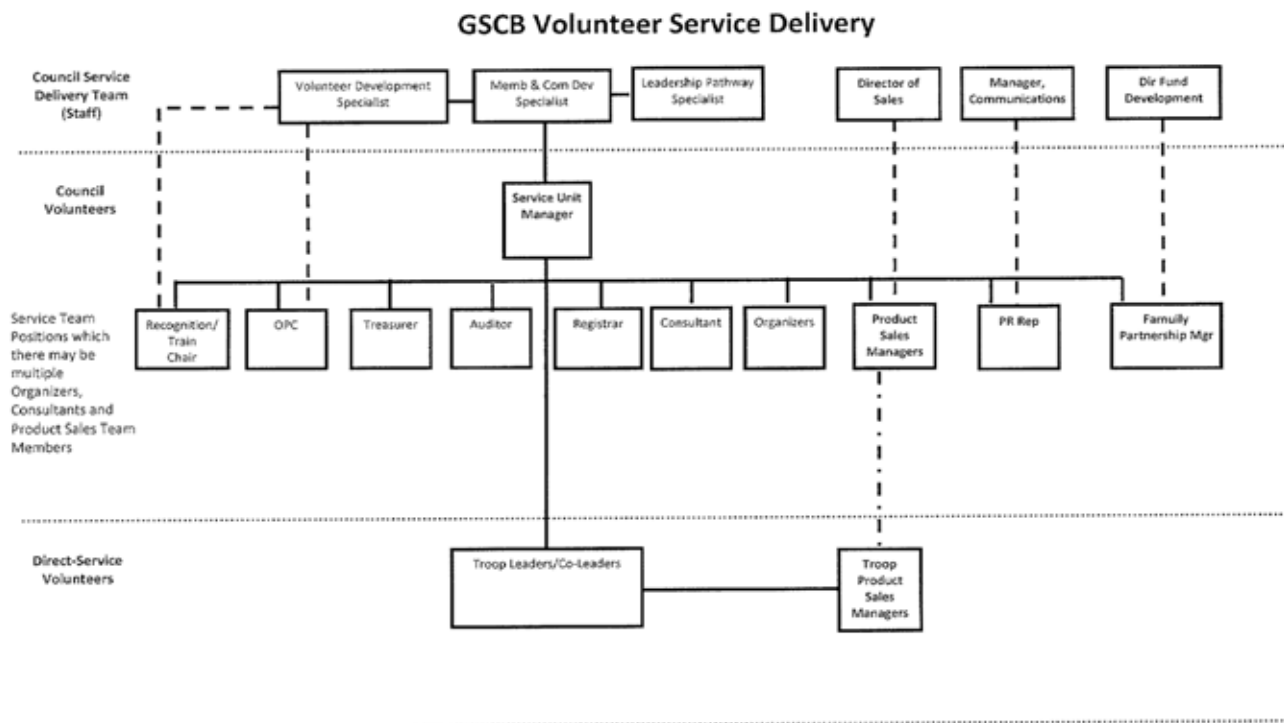 GSCB Volunteer Service Delivery
Council Service
Delivery Team
(Staff)
Volunteer Development
Specialist
Memb & Com Dev
Specialist
Leadership Pathway
Specialist
Director of
Sales
Manager,
Communications
Dir Fund
Development
Council
Volunteers
Service Unit
Manager
Service Team
Positions which
there may be
multiple
Organizers,
Consultants and
Product Sales Team
Members
Recognition/
Train
Chair
OPC
Treasurer
Auditor
Registrar
Consultant
Organizers
Product
Sales
Managers
PR Rep
Famuily
Partnership Mgr
Direct-Service
Volunteers
Troop Leaders/Co-Leaders
Troop
Product
Sales
Managers